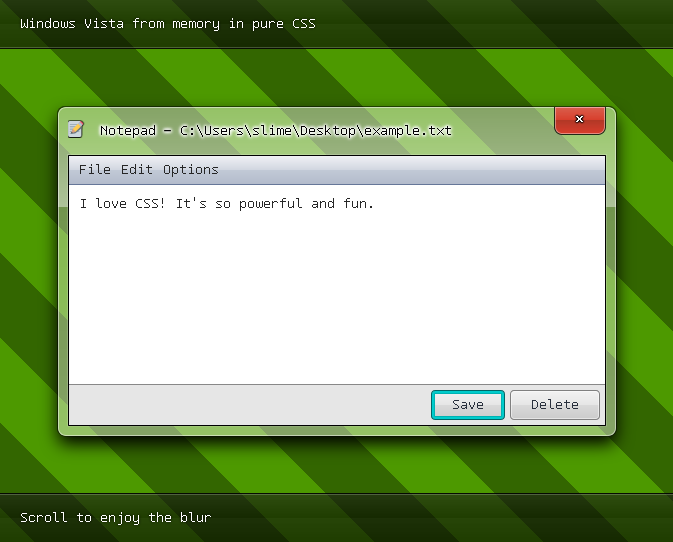 Windows Vista from memory in pure CSS
Notepad - C:\Users\slime\Desktop\example.txt
×
File Edit Options
I love CSS! It's so powerful and fun.
Save Delete
Scroll to enjoy the blur